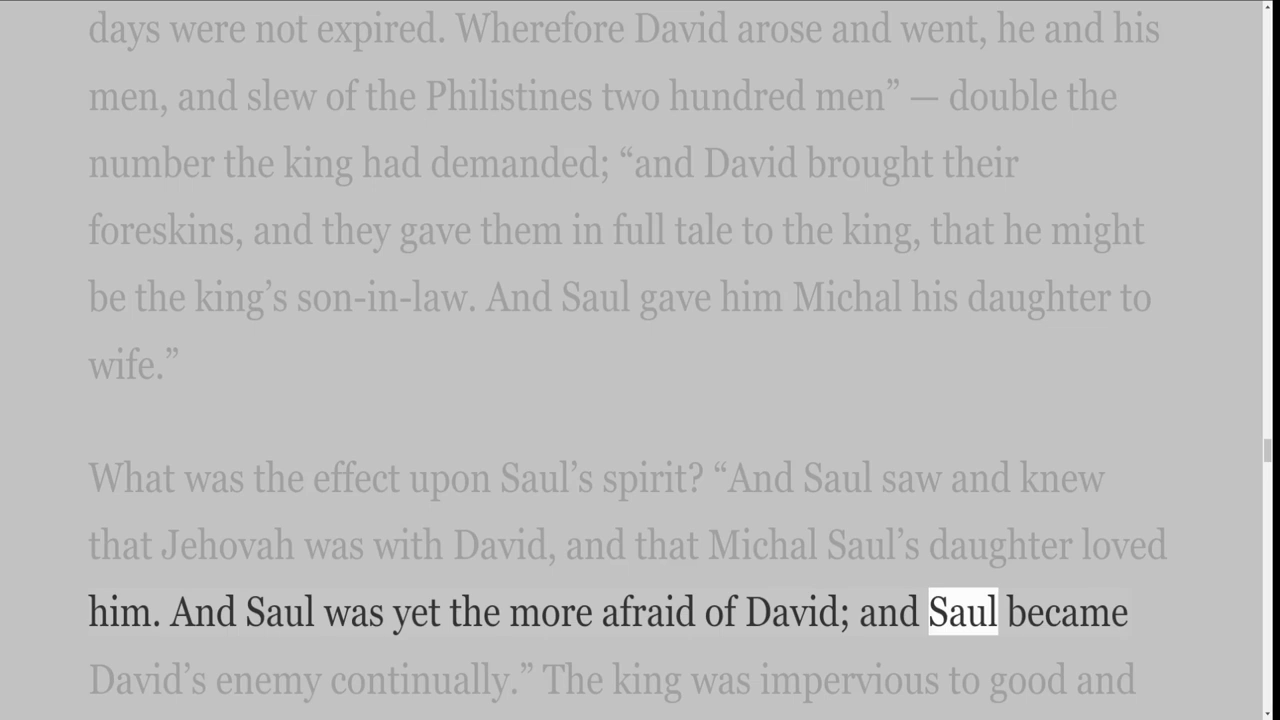 days were not expired. Wherefore David arose and went, he and his
men, and slew of the Philistines two hundred men” — double the
number the king had demanded; “and David brought their
foreskins, and they gave them in full tale to the king, that he might
be the king’s son-in-law. And Saul gave him Michal his daughter to
wife.”
What was the effect upon Saul’s spirit? “And Saul saw and knew
that Jehovah was with David, and that Michal Saul’s daughter loved
him. And Saul was yet the more afraid of David; and Saul became
David’s enemy continually.” The king was impervious to good and